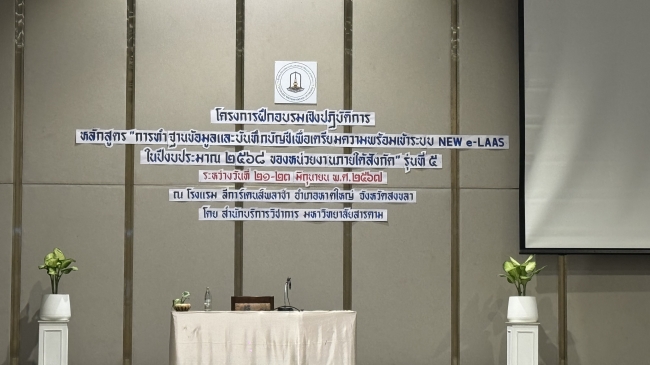 โครงการฝึกอบรมเชิงปฏิบัติการ
หลักสูตร "การทำฐานข้อมูลและบันทึกบัญชีเพื่อเตรียมความพร้อมเข้าระบบ NEW e-LAAS
ในปีงบประมาณ ๒๕๖๘ ของหน่วยงานภายใต้สังกัด" รุ่นที่ ๕
ระหว่างวันที่ ๒๑-๒๓ มิถุนายน พ.ศ.๒๕๖๗
ณ โรงแรม ลีการ์เดนส์พลาซ่า อำเภอหาดใหญ่ จังหวัดสงขลา
โดย สำนักบริการวิชาการ มหาวิทยาลัยสารคาม